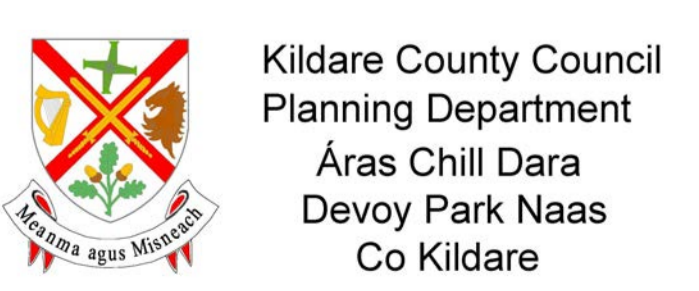 Kildare County Council
Planning Department
Áras Chill Dara
Devoy Park Naas
Co Kildare
Meanma agus Misneach